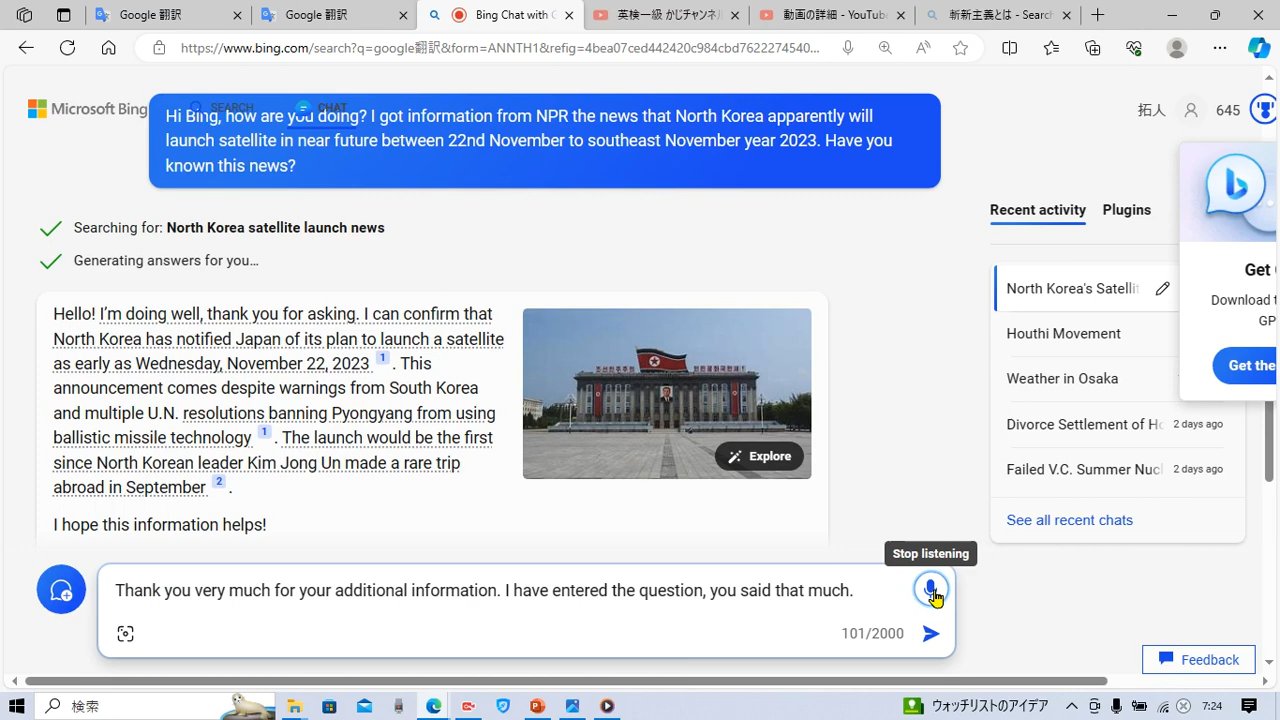 Google 翻訳
Google 翻訳
Bing Chat with G
英検一級 かじチャンネル
動画の詳細 - YouTube
斬新主義とは - Search
https://www.bing.com/search?q=google翻訳&form=ANNTH1&refig=4bea07ced442420c984cbd7622274540...
Microsoft Bing
SEARCH
CHAT
拓人
645
Hi Bing, how are you doing? I got information from NPR the news that North Korea apparently will
launch satellite in near future between 22nd November to southeast November year 2023. Have you
known this news?
Searching for: North Korea satellite launch news
Generating answers for you...
Hello! I'm doing well, thank you for asking. I can confirm that
North Korea has notified Japan of its plan to launch a satellite
as early as Wednesday, November 22, 2023 1 . This
announcement comes despite warnings from South Korea
and multiple U.N. resolutions banning Pyongyang from using
ballistic missile technology 1 . The launch would be the first
since North Korean leader Kim Jong Un made a rare trip
abroad in September 2 .
I hope this information helps!
Explore
Recent activity
Plugins
North Korea's Satellit
Houthi Movement
Weather in Osaka
Divorce Settlement of Ho
2 days ago
Failed V.C. Summer Nucl
2 days ago
See all recent chats
Get
Download t
GP
Get the
Stop listening
Thank you very much for your additional information. I have entered the question, you said that much.
101/2000
Feedback
検索
ウォッチリストのアイデア
7:24